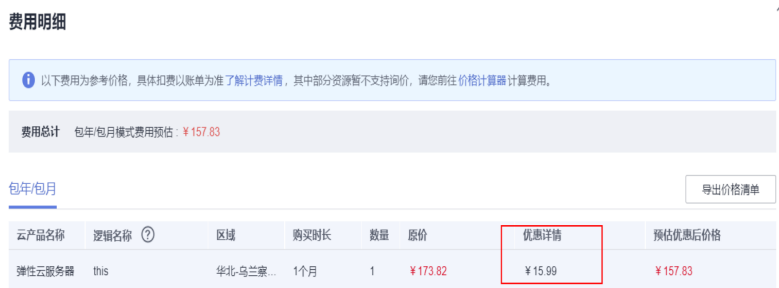 费用明细
以下费用为参考价格，具体扣费以账单为准 了解计费详情 ，其中部分资源暂不支持询价，请您前往 价格计算器 计算费用。
费用总计 包年/包月模式费用预估：¥157.83
包年/包月
导出价格清单
云产品名称 逻辑名称 ? 区域 购买时长 数量 原价 优惠详情 预估优惠后价格
弹性云服务器 this 华北-乌兰察... 1个月 1 ¥173.82 ¥15.99 ¥157.83